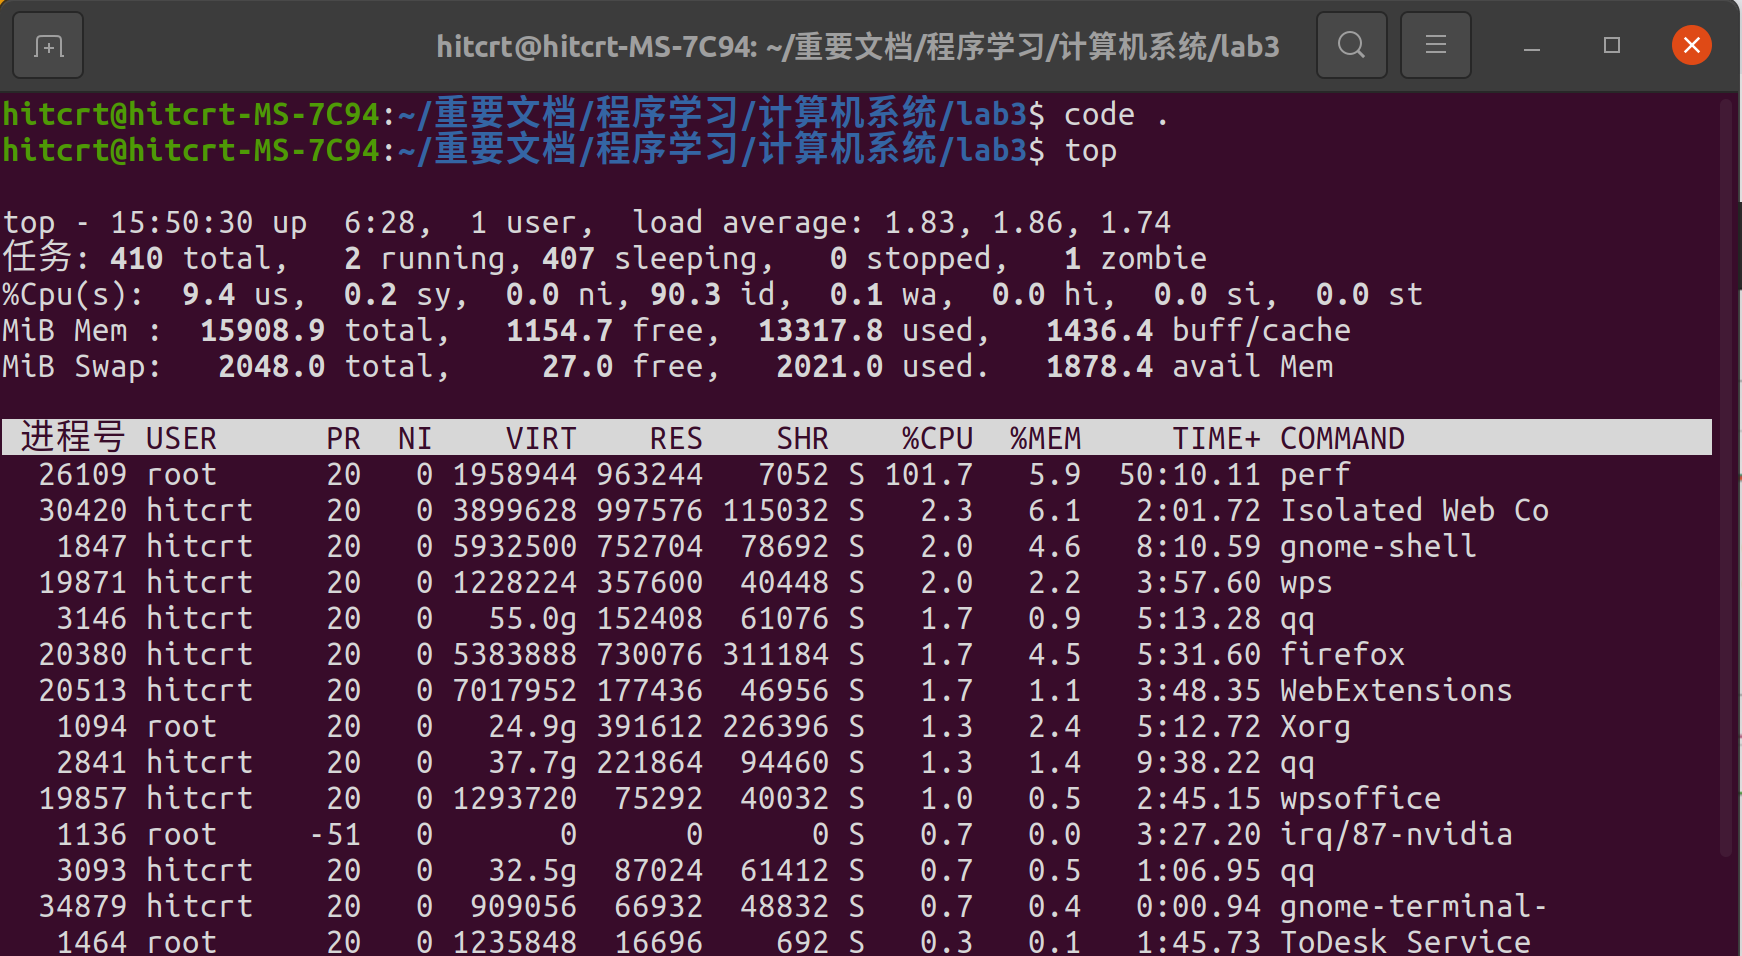 hitcrt@hitcrt-MS-7C94: ~/重要文档/程序学习/计算机系统/lab3
hitcrt@hitcrt-MS-7C94:~/重要文档/程序学习/计算机系统/lab3$ code .
hitcrt@hitcrt-MS-7C94:~/重要文档/程序学习/计算机系统/lab3$ top
top - 15:50:30 up  6:28,  1 user,  load average: 1.83, 1.86, 1.74
任务: 410 total,   2 running, 407 sleeping,   0 stopped,   1 zombie
%Cpu(s):  9.4 us,  0.2 sy,  0.0 ni, 90.3 id,  0.1 wa,  0.0 hi,  0.0 si,  0.0 st
MiB Mem :  15908.9 total,   1154.7 free,  13317.8 used,   1436.4 buff/cache
MiB Swap:   2048.0 total,     27.0 free,   2021.0 used.   1878.4 avail Mem
进程号 USER      PR  NI    VIRT    RES    SHR    %CPU  %MEM     TIME+ COMMAND
26109 root      20   0 1958944 963244   7052 S 101.7   5.9  50:10.11 perf
30420 hitcrt    20   0 3899628 997576 115032 S   2.3   6.1   2:01.72 Isolated Web Co
1847 hitcrt    20   0 5932500 752704  78692 S   2.0   4.6   8:10.59 gnome-shell
19871 hitcrt    20   0 1228224 357600  40448 S   2.0   2.2   3:57.60 wps
3146 hitcrt    20   0   55.0g 152408  61076 S   1.7   0.9   5:13.28 qq
20380 hitcrt    20   0 5383888 730076 311184 S   1.7   4.5   5:31.60 firefox
20513 hitcrt    20   0 7017952 177436  46956 S   1.7   1.1   3:48.35 WebExtensions
1094 root      20   0   24.9g 391612 226396 S   1.3   2.4   5:12.72 Xorg
2841 hitcrt    20   0   37.7g 221864  94460 S   1.3   1.4   9:38.22 qq
19857 hitcrt    20   0 1293720  75292  40032 S   1.0   0.5   2:45.15 wpsoffice
1136 root     -51   0       0      0      0 S   0.7   0.0   3:27.20 irq/87-nvidia
3093 hitcrt    20   0   32.5g  87024  61412 S   0.7   0.5   1:06.95 qq
34879 hitcrt    20   0  909056  66932  48832 S   0.7   0.4   0:00.94 gnome-terminal-
1464 root      20   0 1235848  16696    692 S   0.3   0.1   1:45.73 ToDesk_Service